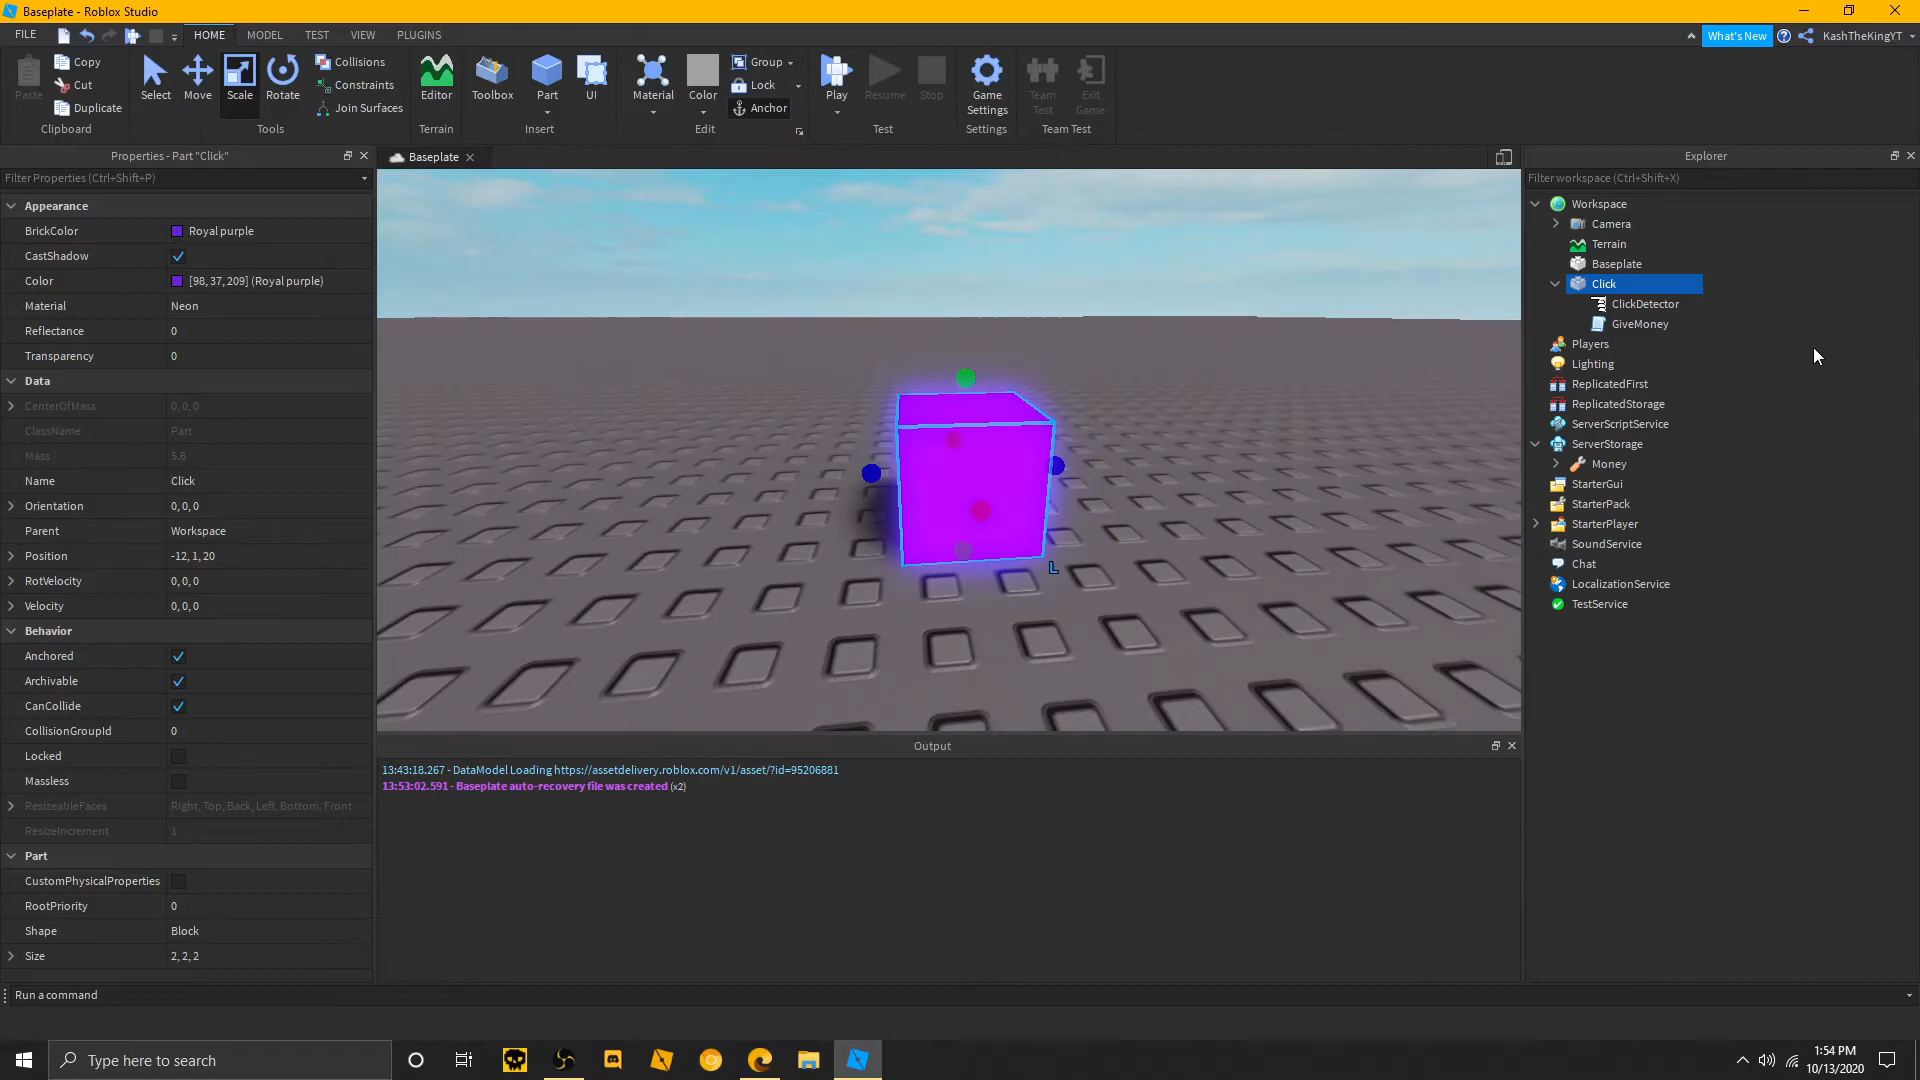 Baseplate - Roblox Studio
FILE HOME MODEL TEST VIEW PLUGINS What's New KashTheKingYT
Paste Copy Cut Duplicate Clipboard
Select Move Scale Rotate Collisions Constraints Join Surfaces Tools
Editor Terrain
Toolbox Part UI Insert
Material Color Group Lock Anchor Edit
Play Resume Stop Test
Game Settings Settings
Team Test Exit Game Team Test
Properties - Part "Click"
Filter Properties (Ctrl+Shift+P)
Appearance
BrickColor Royal purple
CastShadow
Color [98, 37, 209] (Royal purple)
Material Neon
Reflectance 0
Transparency 0
Data
CenterOfMass 0, 0, 0
ClassName Part
Mass 5.6
Name Click
Orientation 0, 0, 0
Parent Workspace
Position -12, 1, 20
RotVelocity 0, 0, 0
Velocity 0, 0, 0
Behavior
Anchored
Archivable
CanCollide
CollisionGroupId 0
Locked
Massless
ResizeableFaces Right, Top, Back, Left, Bottom, Front
ResizeIncrement 1
Part
CustomPhysicalProperties
RootPriority 0
Shape Block
Size 2, 2, 2
Baseplate
L
Output
13:43:18.267 - DataModel Loading https://assetdelivery.roblox.com/v1/asset/?id=95206881
13:53:02.591 - Baseplate auto-recovery file was created (x2)
Explorer
Filter workspace (Ctrl+Shift+X)
Workspace
Camera
Terrain
Baseplate
Click
ClickDetector
GiveMoney
Players
Lighting
ReplicatedFirst
ReplicatedStorage
ServerScriptService
ServerStorage
Money
StarterGui
StarterPack
StarterPlayer
SoundService
Chat
LocalizationService
TestService
Run a command
Type here to search
1:54 PM
10/13/2020